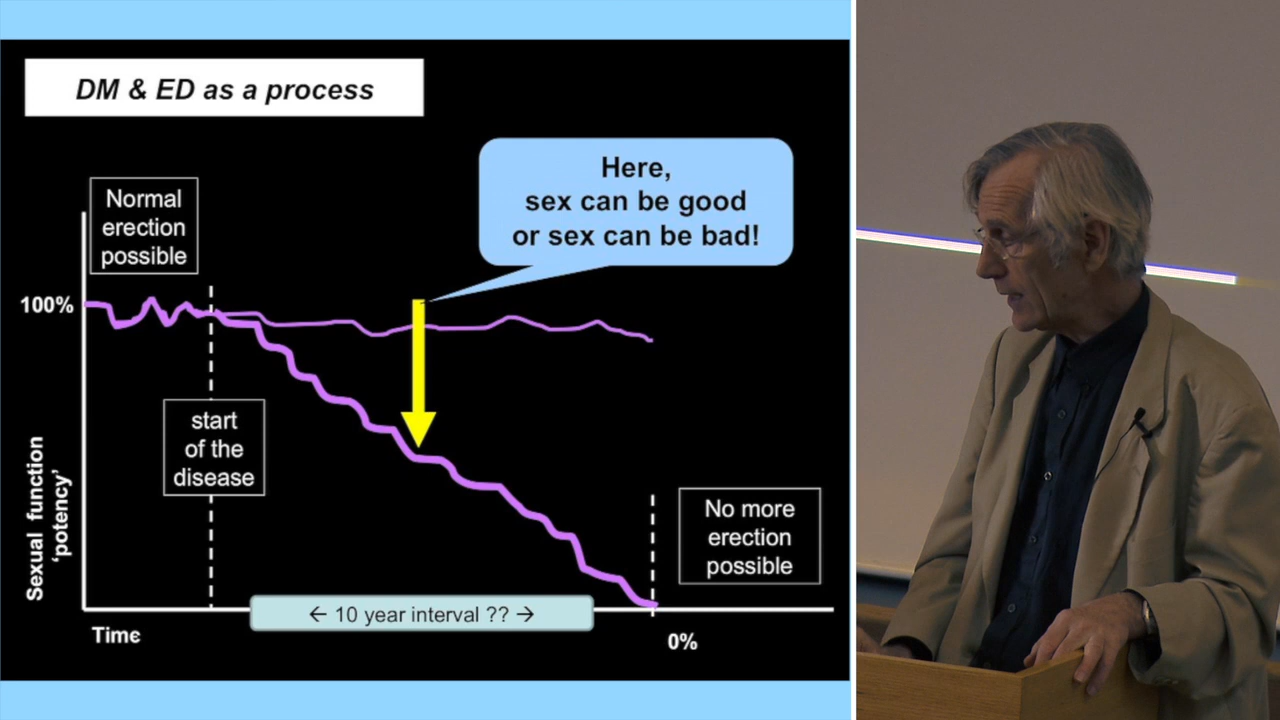 DM & ED as a process
Here,
sex can be good
or sex can be bad!
Normal
erection
possible
100%
start
of the
disease
Sexual function
‘potency’
No more
erection
possible
← 10 year interval ?? →
Time
0%